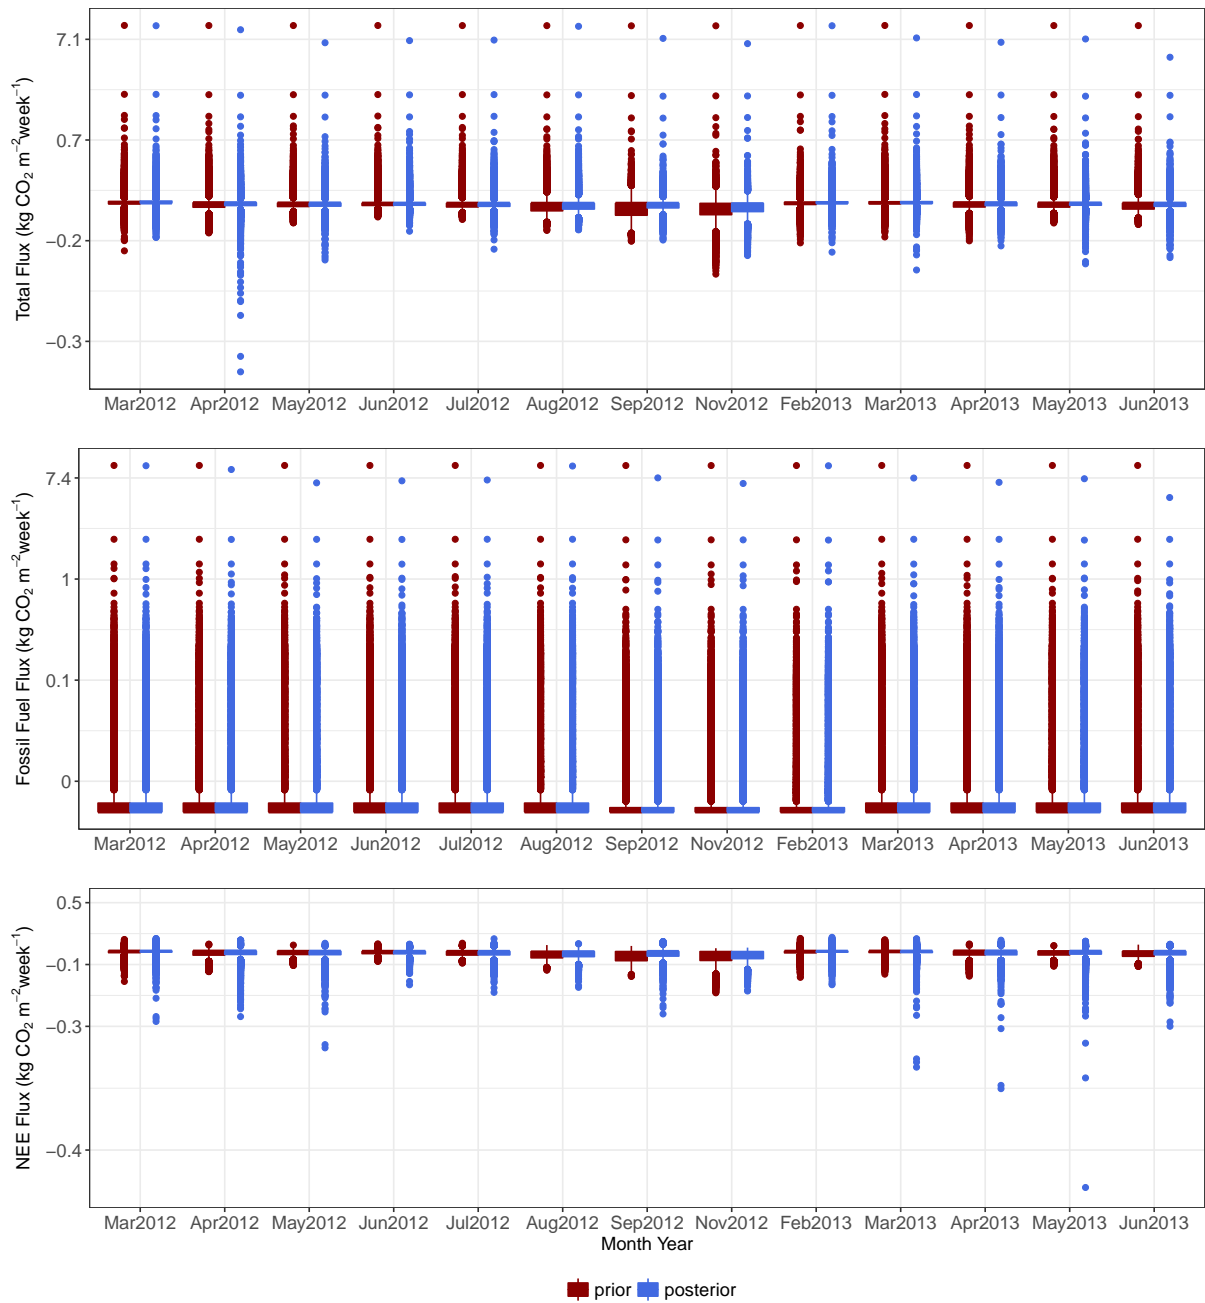 Total Flux (kg CO₂ m⁻²week⁻¹)
7.1
0.7
−0.2
−0.3
Mar2012 Apr2012 May2012 Jun2012 Jul2012 Aug2012 Sep2012 Nov2012 Feb2013 Mar2013 Apr2013 May2013 Jun2013
Fossil Fuel Flux (kg CO₂ m⁻²week⁻¹)
7.4
1
0.1
0
Mar2012 Apr2012 May2012 Jun2012 Jul2012 Aug2012 Sep2012 Nov2012 Feb2013 Mar2013 Apr2013 May2013 Jun2013
NEE Flux (kg CO₂ m⁻²week⁻¹)
0.5
−0.1
−0.3
−0.4
Mar2012 Apr2012 May2012 Jun2012 Jul2012 Aug2012 Sep2012 Nov2012 Feb2013 Mar2013 Apr2013 May2013 Jun2013
Month Year
prior posterior